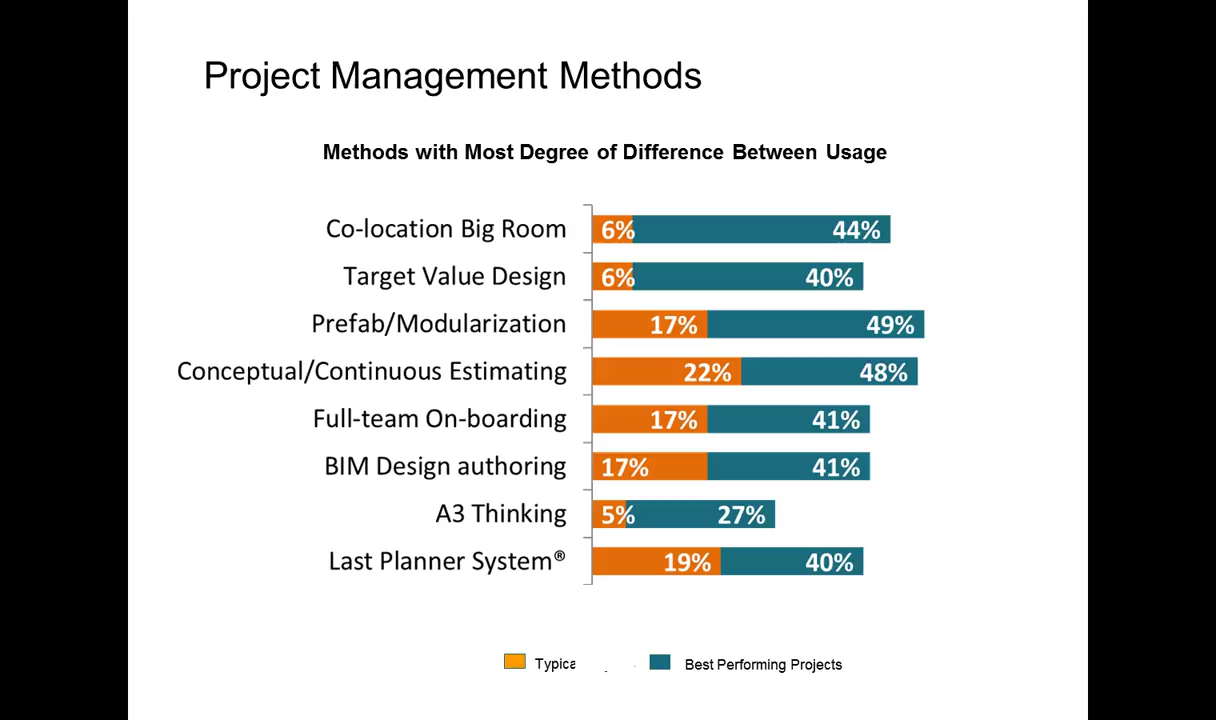 Project Management Methods
Methods with Most Degree of Difference Between Usage
Co-location Big Room 6% 44%
Target Value Design 6% 40%
Prefab/Modularization 17% 49%
Conceptual/Continuous Estimating 22% 48%
Full-team On-boarding 17% 41%
BIM Design authoring 17% 41%
A3 Thinking 5% 27%
Last Planner System® 19% 40%
Best Performing Projects